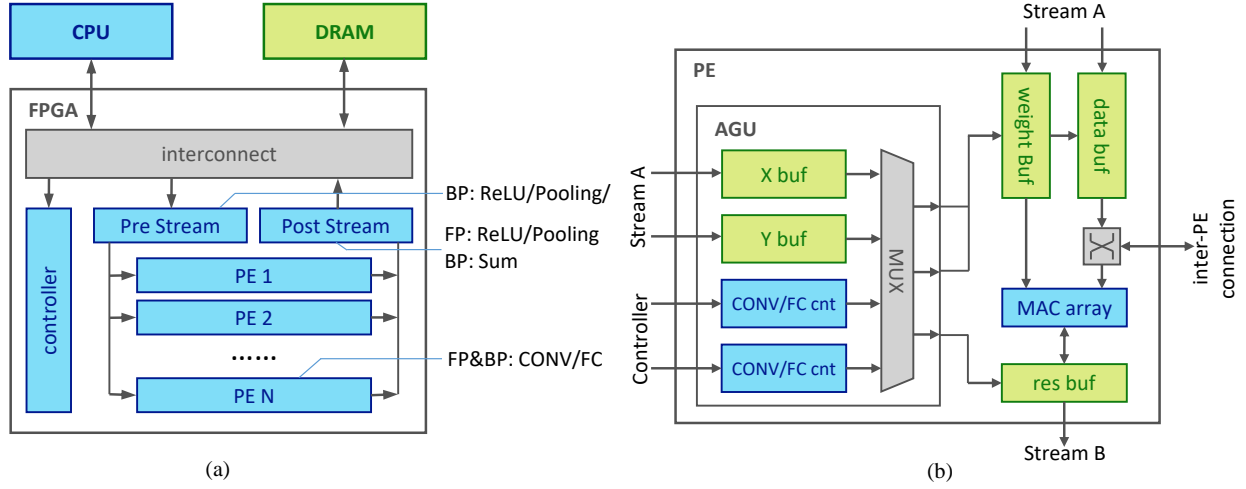 CPU
DRAM
FPGA
interconnect
controller
Pre Stream
Post Stream
BP: ReLU/Pooling/
FP: ReLU/Pooling
BP: Sum
PE 1
PE 2
......
PE N
FP&BP: CONV/FC
(a)
Stream A
PE
AGU
X buf
Y buf
CONV/FC cnt
CONV/FC cnt
MUX
Stream A
Controller
weight Buf
data buf
inter-PE
connection
MAC array
res buf
Stream B
(b)